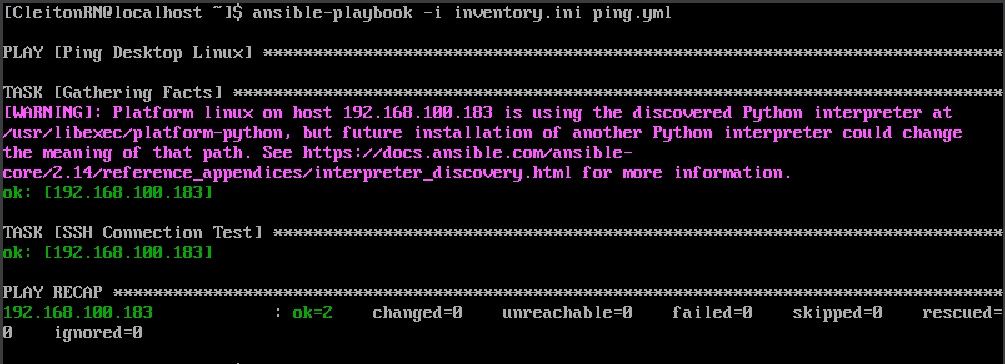 [CleitonRN@localhost ~]$ ansible-playbook -i inventory.ini ping.yml
PLAY [Ping Desktop Linux] **************************************************************************
TASK [Gathering Facts] *****************************************************************************
[WARNING]: Platform linux on host 192.168.100.183 is using the discovered Python interpreter at
/usr/libexec/platform-python, but future installation of another Python interpreter could change
the meaning of that path. See https://docs.ansible.com/ansible-
core/2.14/reference_appendices/interpreter_discovery.html for more information.
ok: [192.168.100.183]
TASK [SSH Connection Test] *************************************************************************
ok: [192.168.100.183]
PLAY RECAP *****************************************************************************************
192.168.100.183            : ok=2    changed=0    unreachable=0    failed=0    skipped=0    rescued=
0    ignored=0